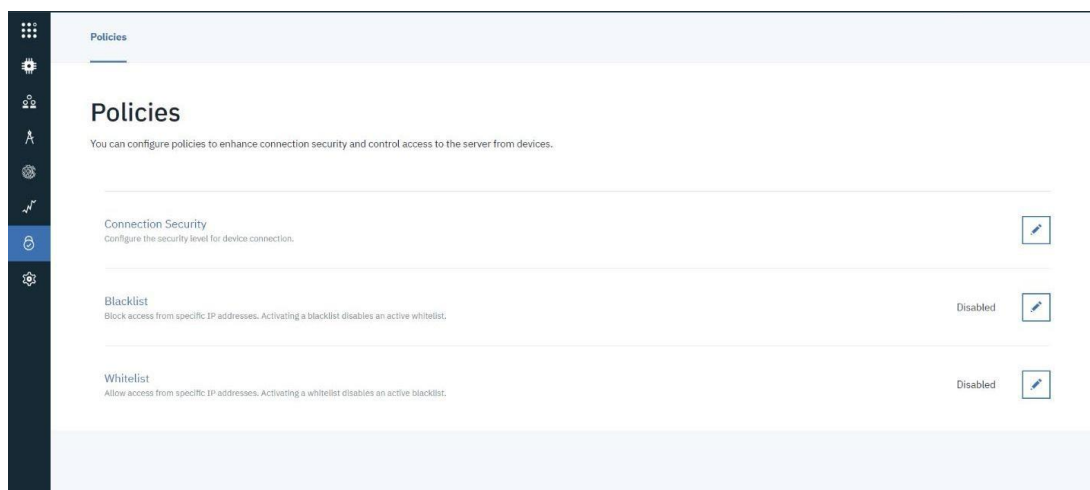 Policies
Policies
You can configure policies to enhance connection security and control access to the server from devices.
Connection Security
Configure the security level for device connection.
Blacklist
Block access from specific IP addresses. Activating a blacklist disables an active whitelist.
Disabled
Whitelist
Allow access from specific IP addresses. Activating a whitelist disables an active blacklist.
Disabled